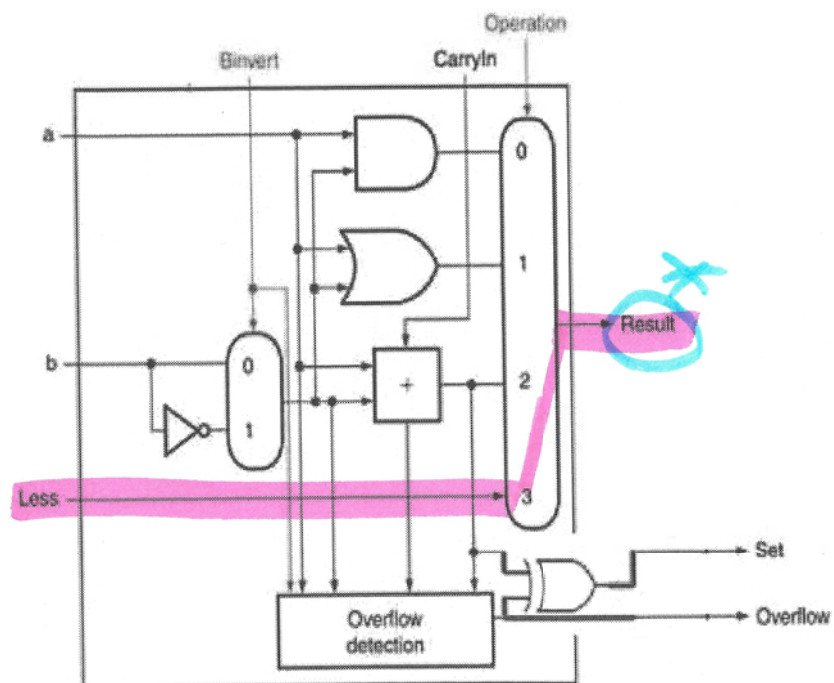 Operation
Binvert
CarryIn
a
0
1
Result
b
0
1
+
2
Less
3
Set
Overflow
detection
Overflow